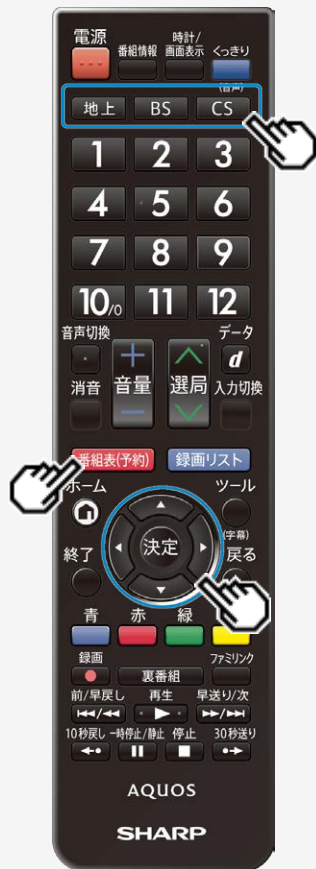 電源
番組情報
時計/
画面表示
くっきり
(音声)
地上 BS CS
1 2 3
4 5 6
7 8 9
10/0 11 12
音声切換 データ
+ d
消音 音量 選局 入力切換
番組表(予約) 録画リスト
ホーム ツール
(字幕)
終了 決定 戻る
青 赤 緑
録画 裏番組 ファミリンク
前/早戻し 再生 早送り/次
10秒戻し 一時停止/静止 停止 30秒送り
AQUOS
SHARP